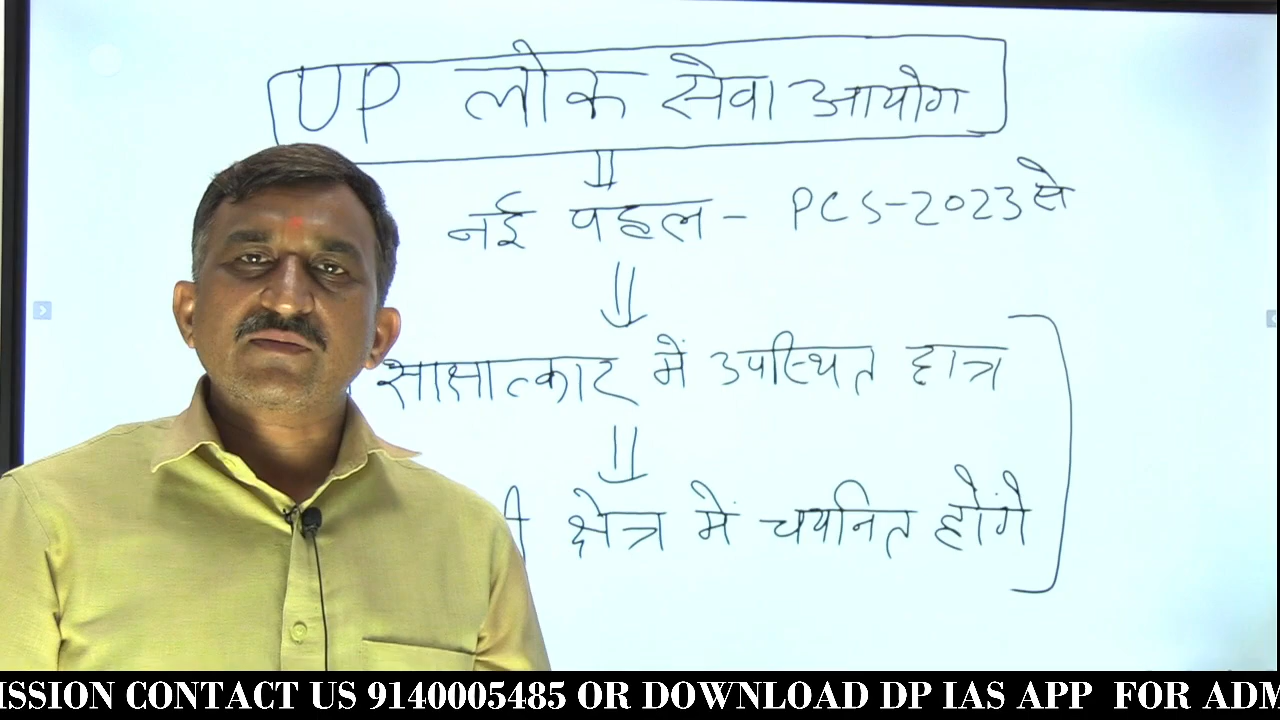 UP लोक सेवा आयोग
नई पहल - PCS-2023 से
साक्षात्कार में उपस्थित छात्र
क्षेत्र में चयनित होंगे
ISSION CONTACT US 9140005485 OR DOWNLOAD DP IAS APP FOR ADM